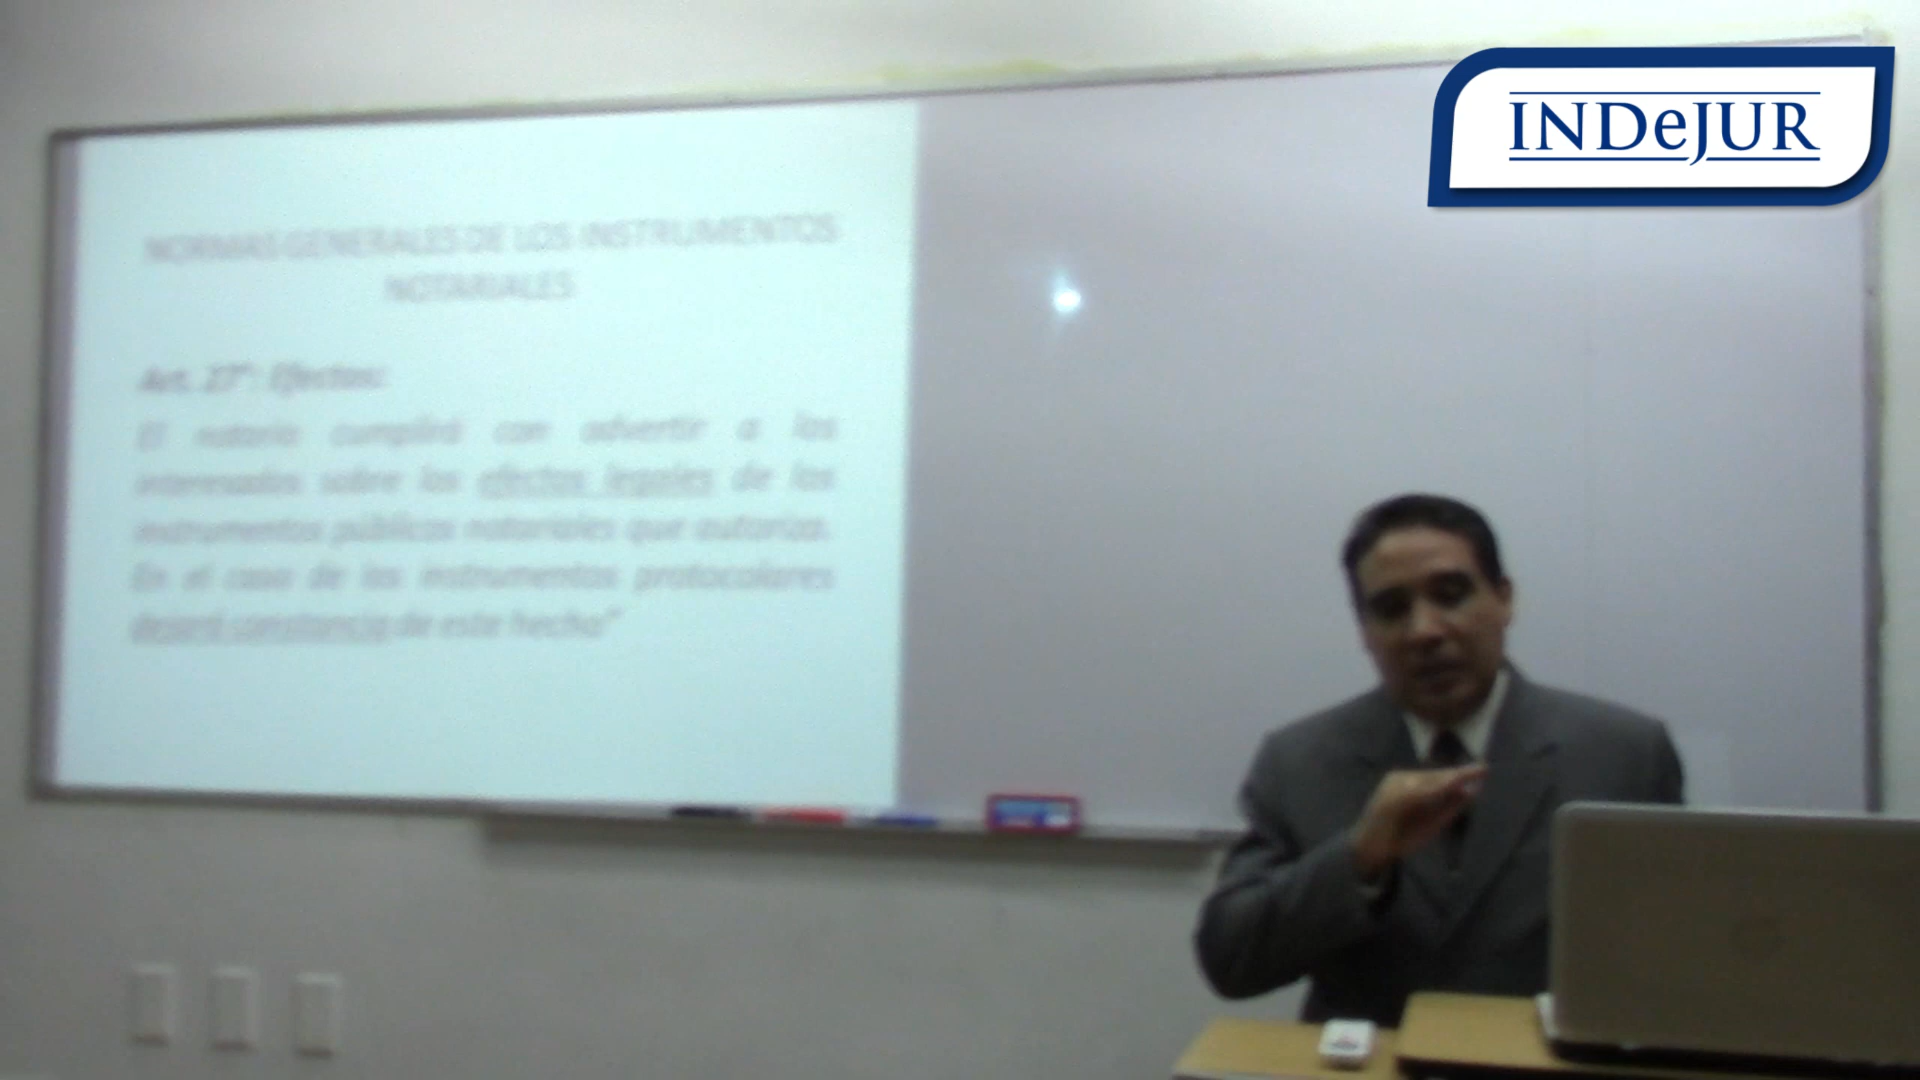 INDeJUR
NORMAS GENERALES DE LOS INSTRUMENTOS
NOTARIALES
Art. 27°: Efectos:
El notario cumplirá con advertir a los
interesados sobre los efectos legales de los
instrumentos públicos notariales que autoriza.
En el caso de los instrumentos protocolares
dejará constancia de este hecho"